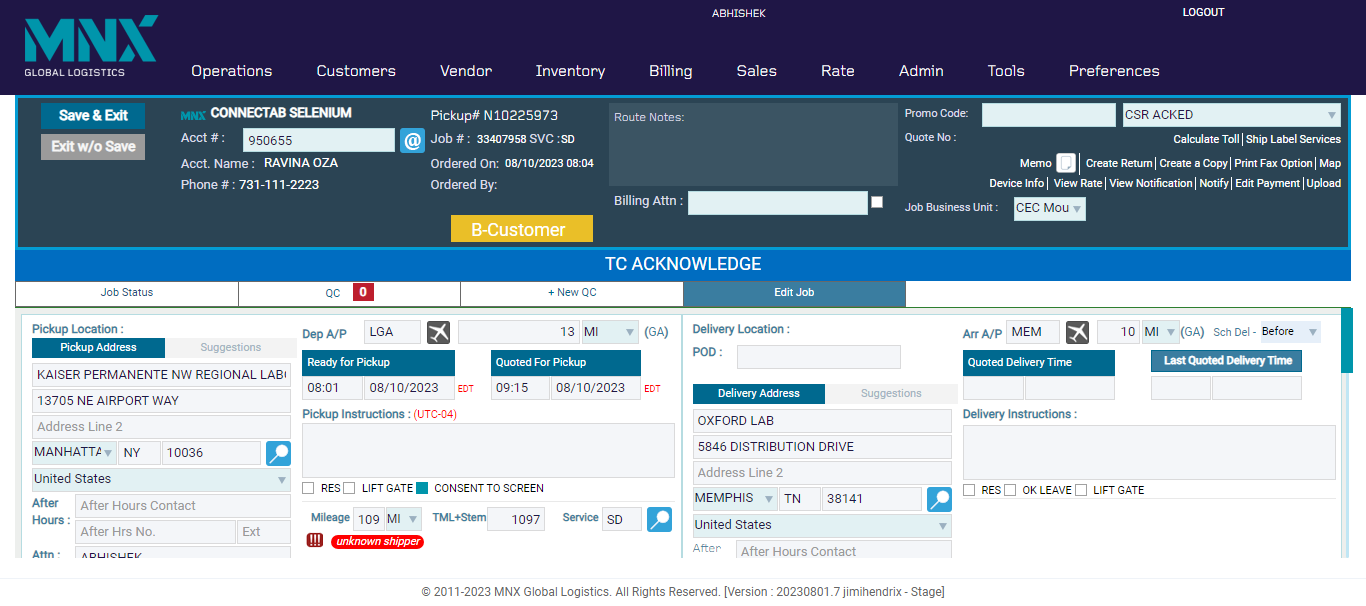 ABHISHEK
LOGOUT
MNX
GLOBAL LOGISTICS
Operations Customers Vendor Inventory Billing Sales Rate Admin Tools Preferences
Save & Exit
Exit w/o Save
MNX CONNECTAB SELENIUM
Acct # : 950655 @
Acct. Name : RAVINA OZA
Phone # : 731-111-2223
Pickup# N10225973
Job # : 33407958 SVC :SD
Ordered On: 08/10/2023 08:04
Ordered By:
B-Customer
Route Notes:
Billing Attn :
Promo Code: CSR ACKED
Quote No :
Calculate Toll| Ship Label Services
Memo | Create Return| Create a Copy| Print Fax Option| Map
Device Info| View Rate| View Notification| Notify| Edit Payment| Upload
Job Business Unit : CEC Mou
TC ACKNOWLEDGE
Job Status QC 0 + New QC Edit Job
Pickup Location :
Pickup Address Suggestions
KAISER PERMANENTE NW REGIONAL LAB
13705 NE AIRPORT WAY
Address Line 2
MANHATTA NY 10036
United States
After
Hours :
After Hours Contact
After Hrs No. Ext
Attn : ABHISHEK
Dep A/P LGA 13 MI (GA)
Ready for Pickup Quoted For Pickup
08:01 08/10/2023 EDT 09:15 08/10/2023 EDT
Pickup Instructions : (UTC-04)
RES LIFT GATE CONSENT TO SCREEN
Mileage 109 MI TML+Stem 1097 Service SD
!!! unknown shipper
Delivery Location :
POD :
Delivery Address Suggestions
OXFORD LAB
5846 DISTRIBUTION DRIVE
Address Line 2
MEMPHIS TN 38141
United States
After After Hours Contact
Arr A/P MEM 10 MI (GA) Sch Del - Before
Quoted Delivery Time Last Quoted Delivery Time
Delivery Instructions :
RES OK LEAVE LIFT GATE
© 2011-2023 MNX Global Logistics. All Rights Reserved. [Version : 20230801.7 jimihendrix - Stage]